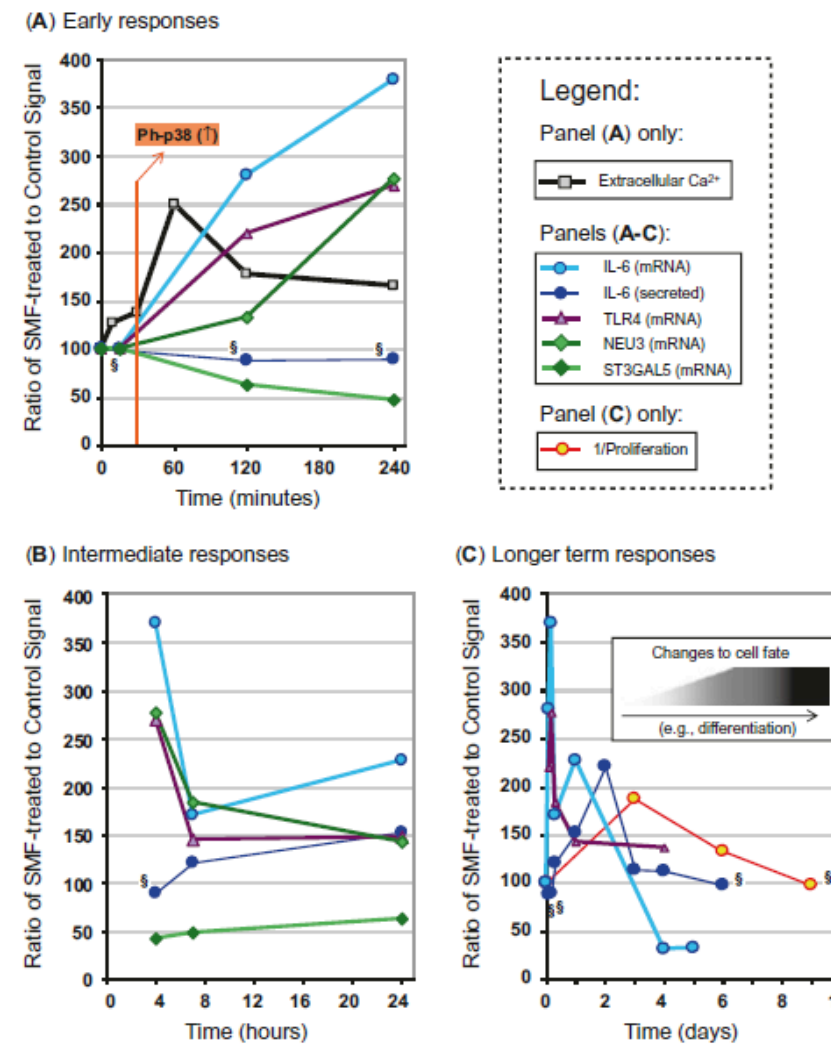 (A) Early responses
400
350
300
250
200
150
100
50
0
Ratio of SMF-treated to Control Signal
Ph-p38 (↑)
§
§
§
0 60 120 180 240
Time (minutes)
Legend:
Panel (A) only:
Extracellular Ca²⁺
Panels (A-C):
IL-6 (mRNA)
IL-6 (secreted)
TLR4 (mRNA)
NEU3 (mRNA)
ST3GAL5 (mRNA)
Panel (C) only:
1/Proliferation
(B) Intermediate responses
400
350
300
250
200
150
100
50
0
Ratio of SMF-treated to Control Signal
§
0 4 8 12 16 20 24
Time (hours)
(C) Longer term responses
400
350
300
250
200
150
100
50
0
Ratio of SMF-treated to Control Signal
Changes to cell fate
(e.g., differentiation)
§
§
§
§
0 2 4 6 8
Time (days)